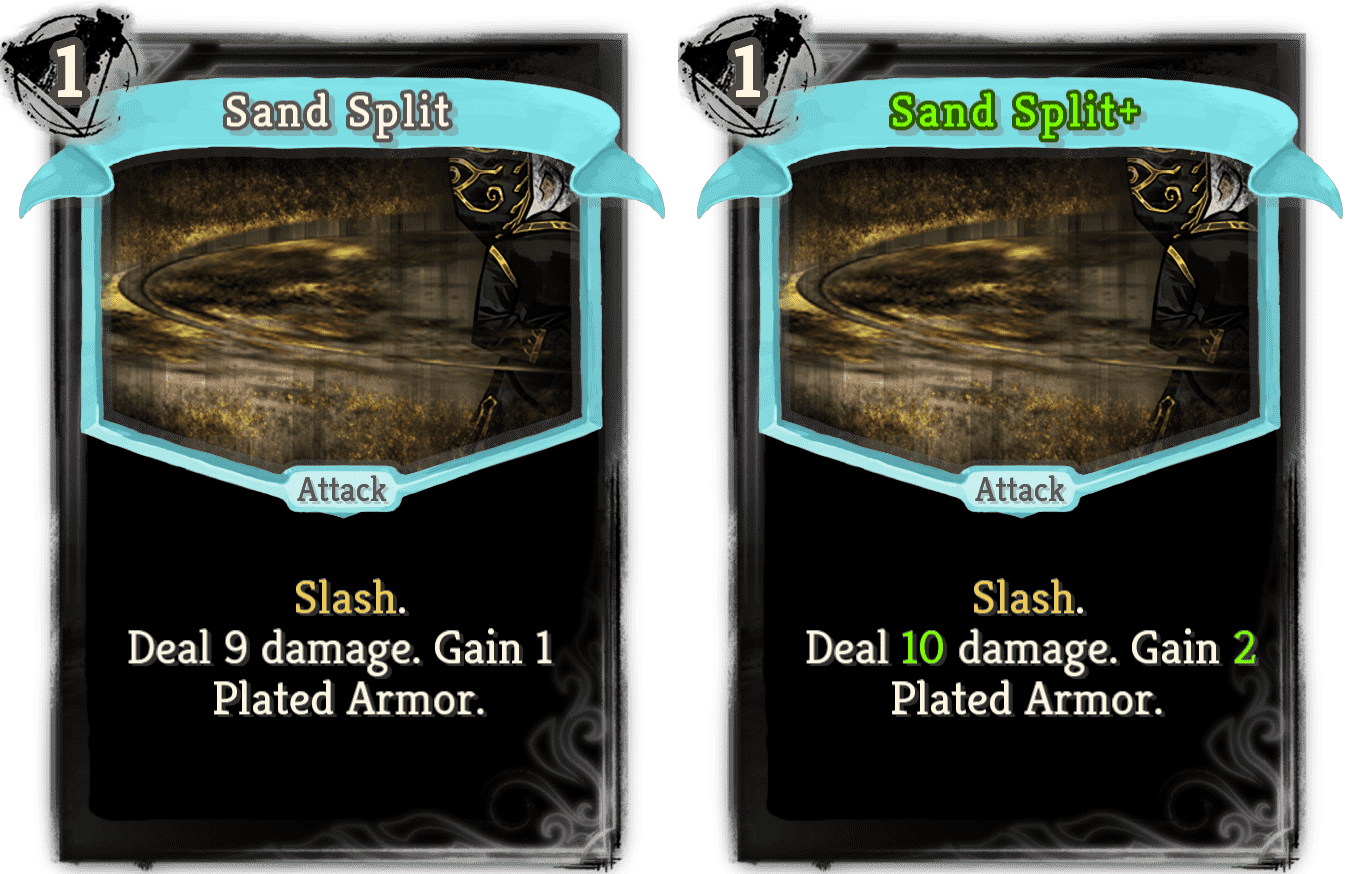 1
Sand Split
Attack
Slash.
Deal 9 damage. Gain 1
Plated Armor.
1
Sand Split+
Attack
Slash.
Deal 10 damage. Gain 2
Plated Armor.